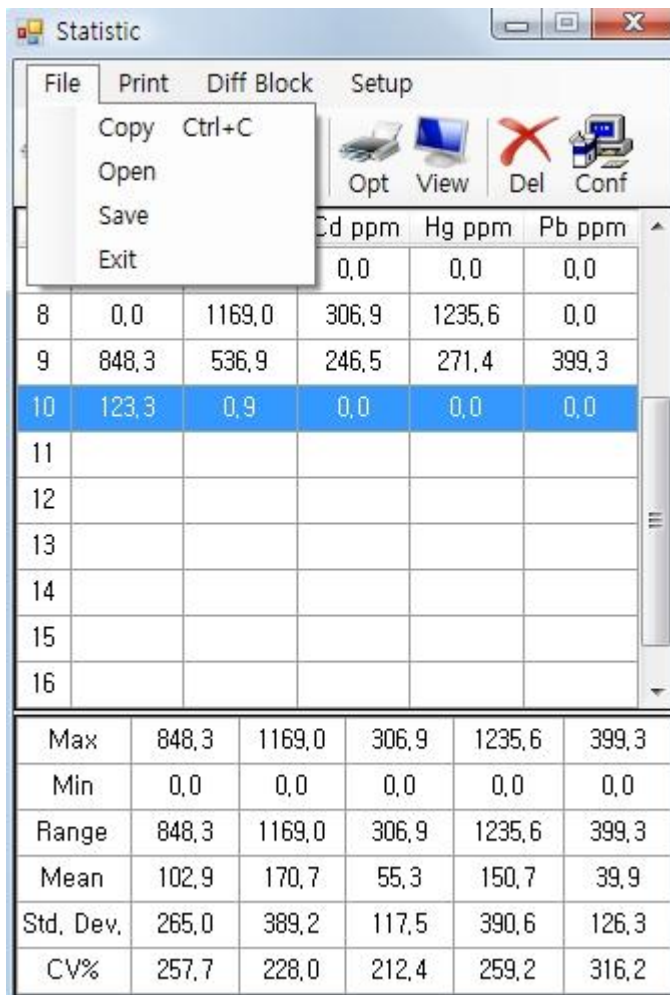 Statistic
File Print Diff Block Setup
Copy Ctrl+C
Open
Save
Exit
Opt View Del Conf
Cd ppm Hg ppm Pb ppm
0,0 0,0 0,0
8 0,0 1169,0 306,9 1235,6 0,0
9 848,3 536,9 246,5 271,4 399,3
10 123,3 0,9 0,0 0,0 0,0
11
12
13
14
15
16
Max 848,3 1169,0 306,9 1235,6 399,3
Min 0,0 0,0 0,0 0,0 0,0
Range 848,3 1169,0 306,9 1235,6 399,3
Mean 102,9 170,7 55,3 150,7 39,9
Std, Dev, 265,0 389,2 117,5 390,6 126,3
CV% 257,7 228,0 212,4 259,2 316,2